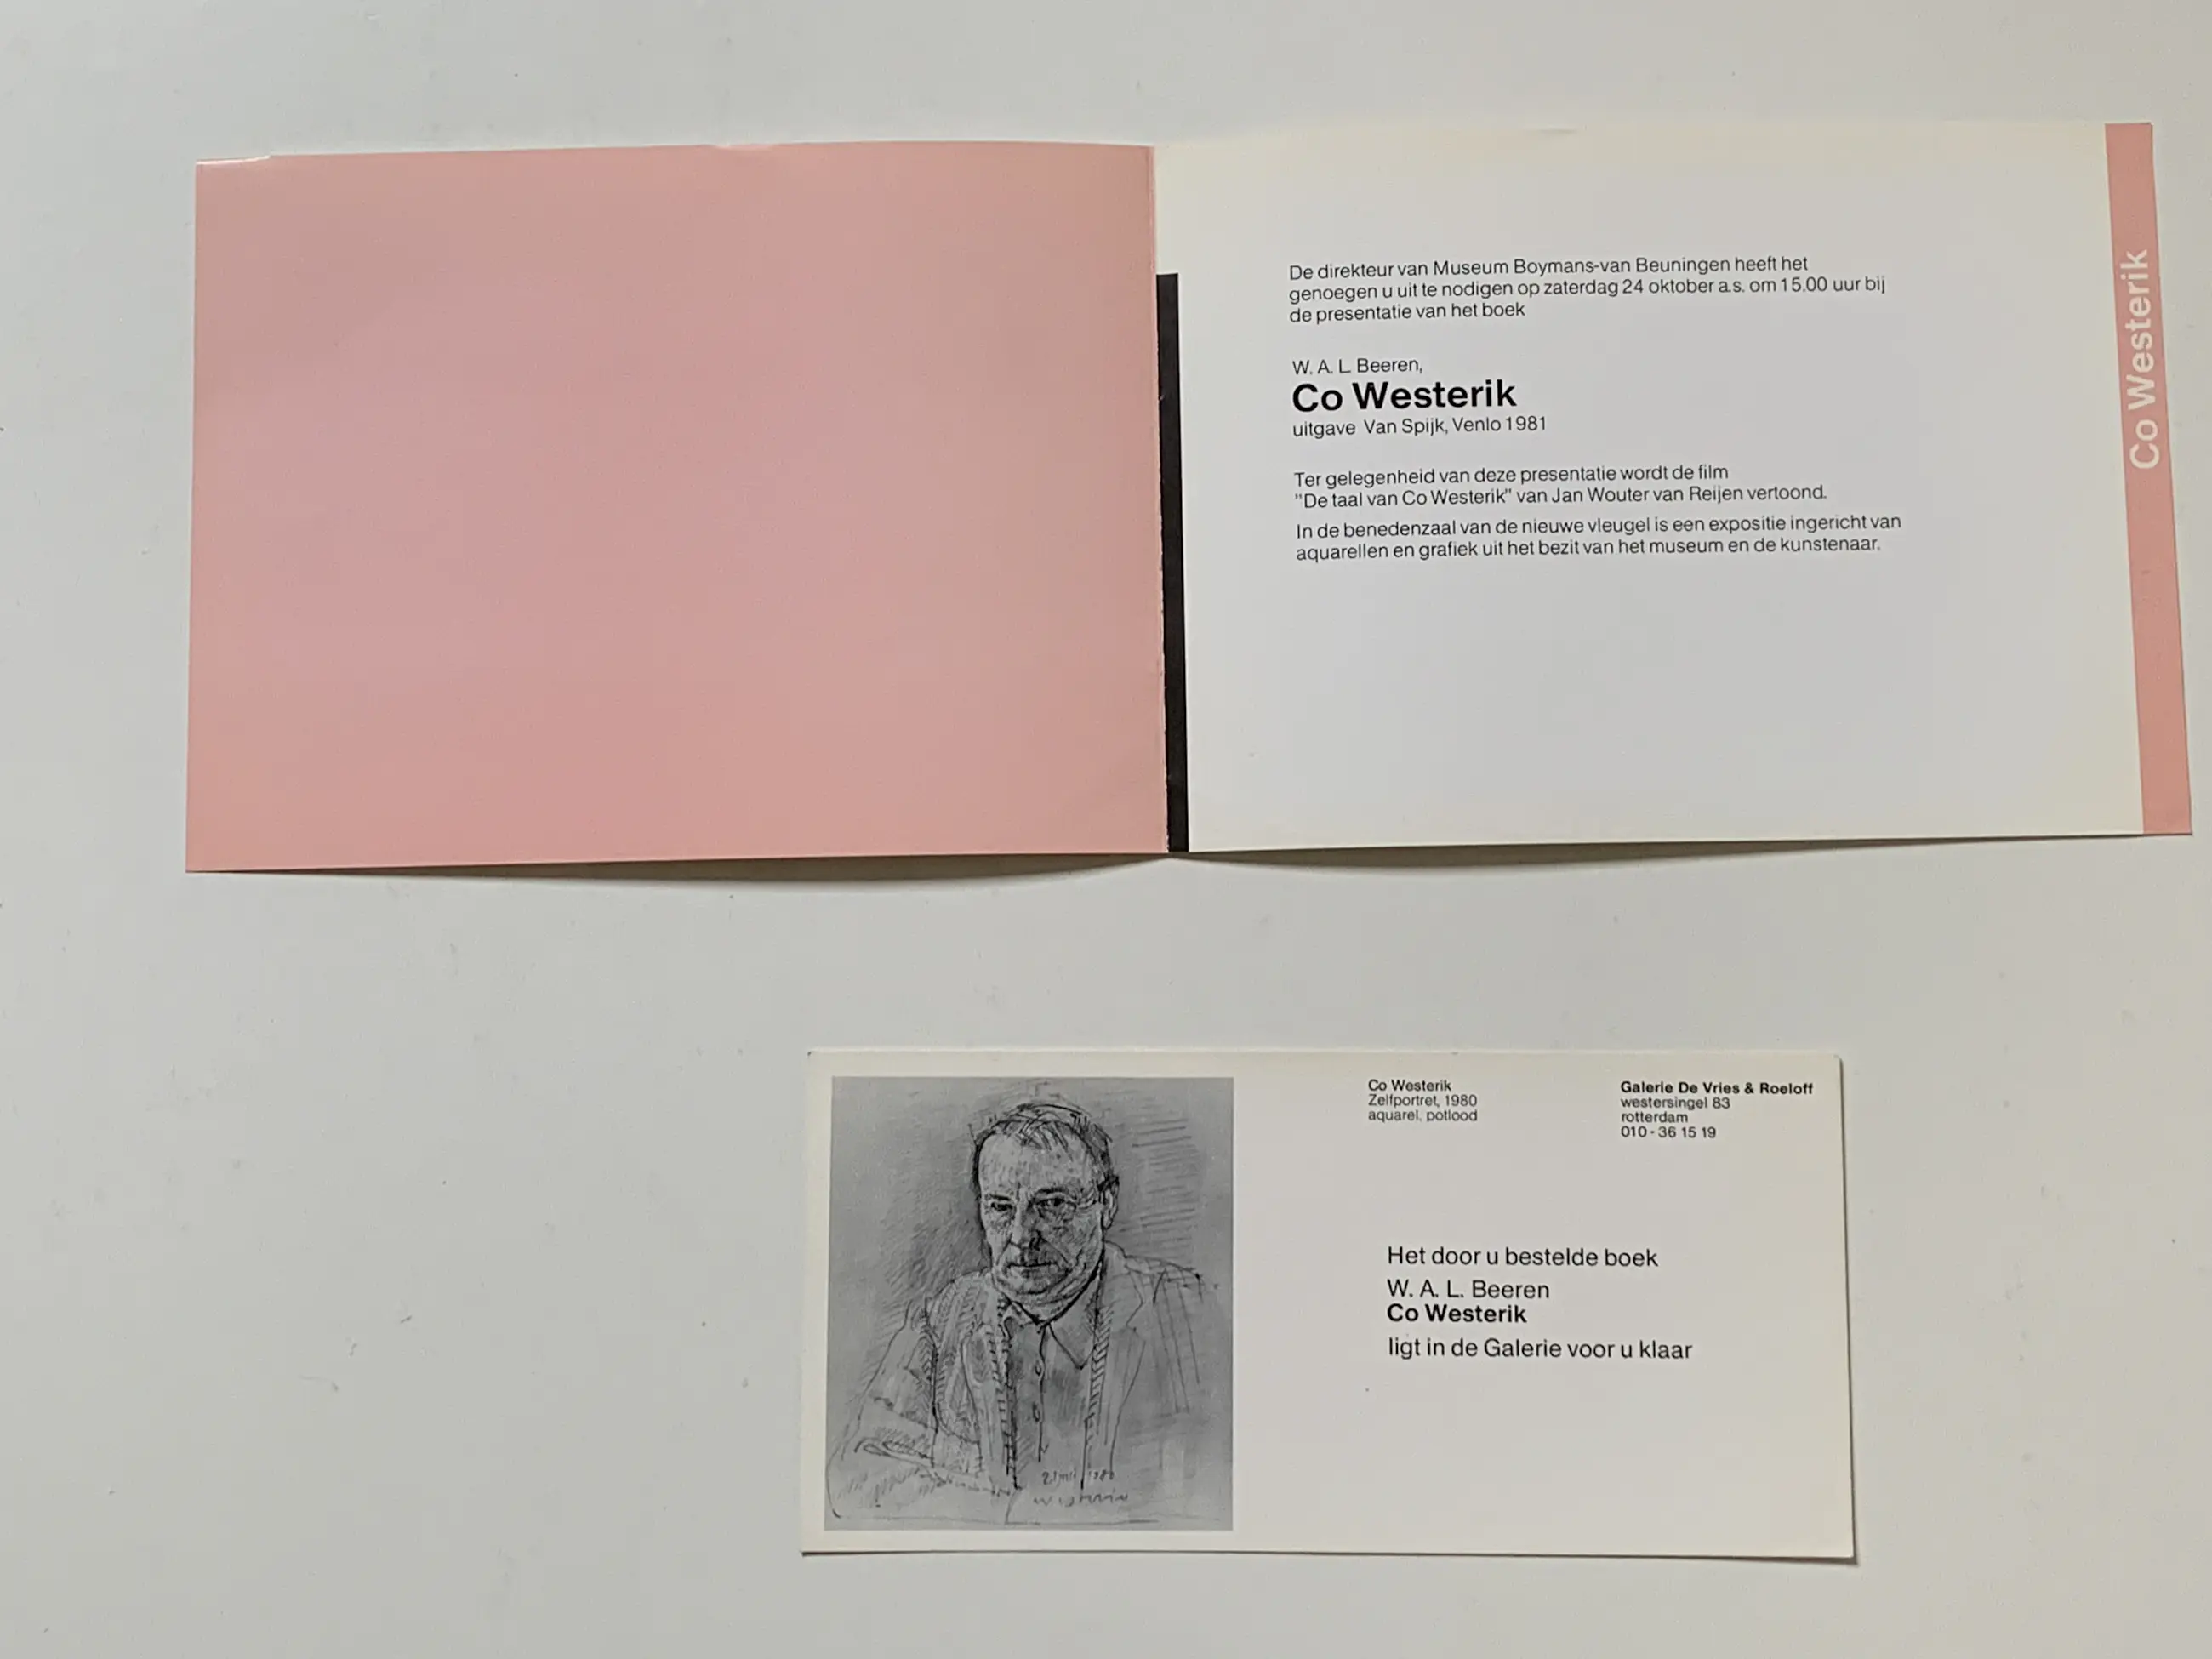 De direkteur van Museum Boymans-van Beuningen heeft het
genoegen u uit te nodigen op zaterdag 24 oktober a.s. om 15.00 uur bij
de presentatie van het boek
W. A. L. Beeren,
Co Westerik
uitgave Van Spijk, Venlo 1981
Ter gelegenheid van deze presentatie wordt de film
"De taal van Co Westerik" van Jan Wouter van Reijen vertoond.
In de benedenzaal van de nieuwe vleugel is een expositie ingericht van
aquarellen en grafiek uit het bezit van het museum en de kunstenaar.
Co Westerik
Co Westerik
Zelfportret, 1980
aquarel, potlood
Galerie De Vries & Roeloff
westersingel 83
rotterdam
010 - 36 15 19
Het door u bestelde boek
W. A. L. Beeren
Co Westerik
ligt in de Galerie voor u klaar